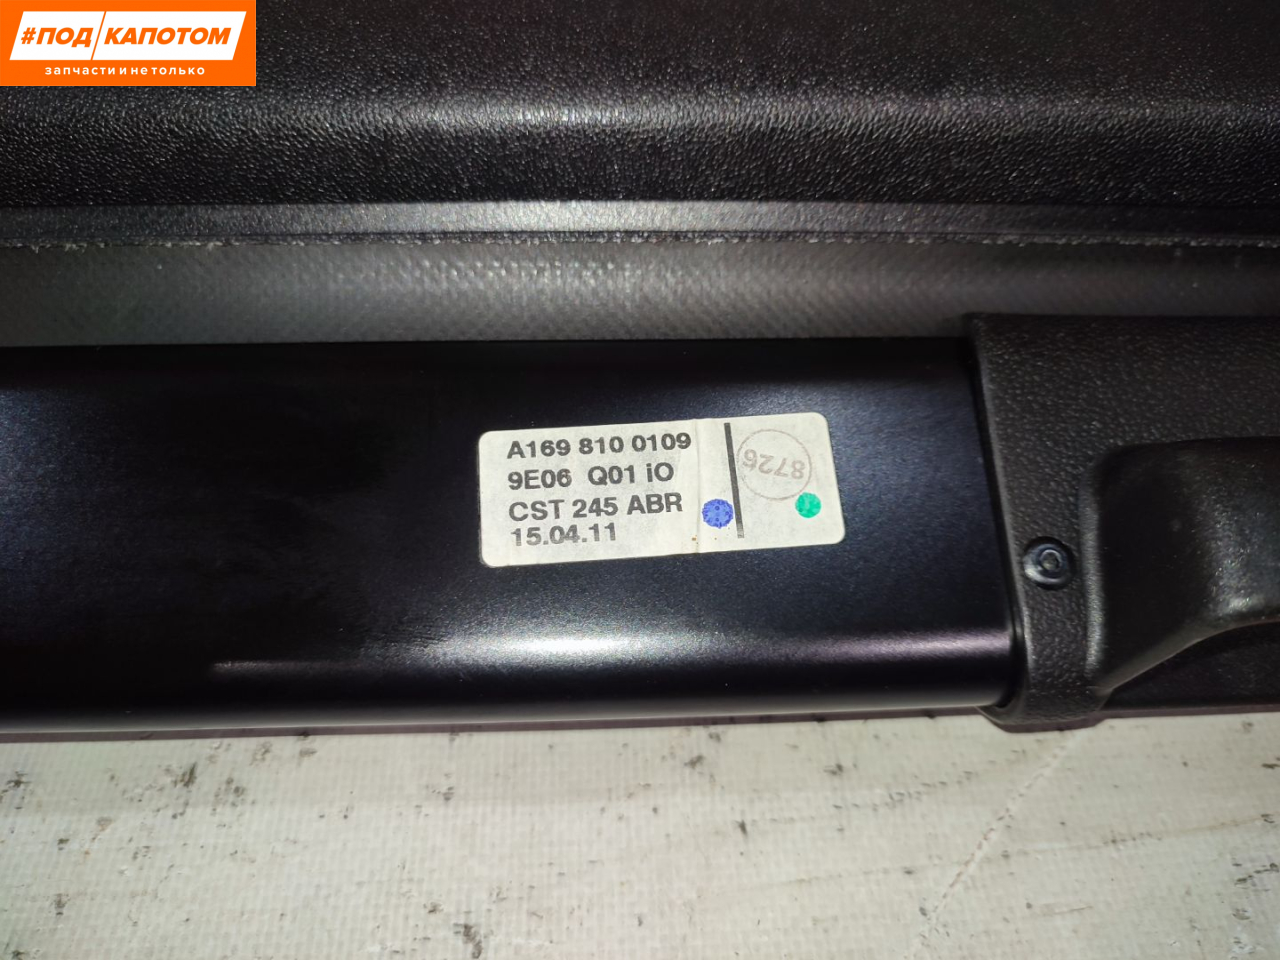 #ПОД КАПОТОМ
запчасти и не только
A169 810 0109
9E06 Q01 iO
CST 245 ABR
15.04.11
8726